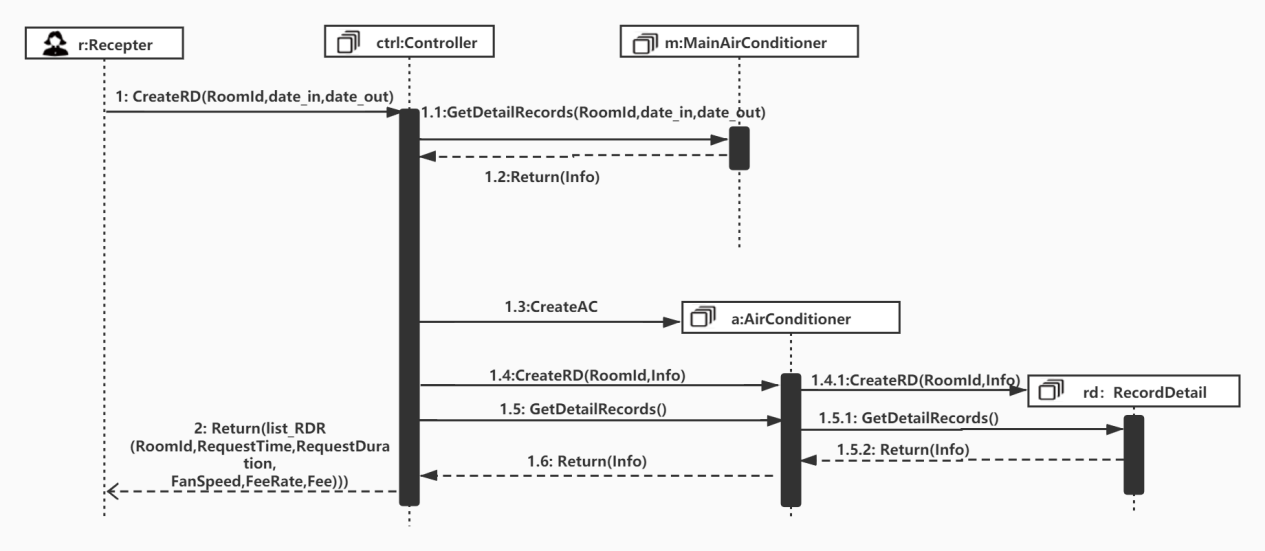 r:Recepter
ctrl:Controller
m:MainAirConditioner
1: CreateRD(RoomId,date_in,date_out)
1.1:GetDetailRecords(RoomId,date_in,date_out)
1.2:Return(Info)
1.3:CreateAC
a:AirConditioner
1.4:CreateRD(RoomId,Info)
1.4.1:CreateRD(RoomId,Info)
rd: RecordDetail
1.5: GetDetailRecords()
1.5.1: GetDetailRecords()
2: Return(list_RDR
(RoomId,RequestTime,RequestDura
tion,
FanSpeed,FeeRate,Fee)))
1.5.2: Return(Info)
1.6: Return(Info)